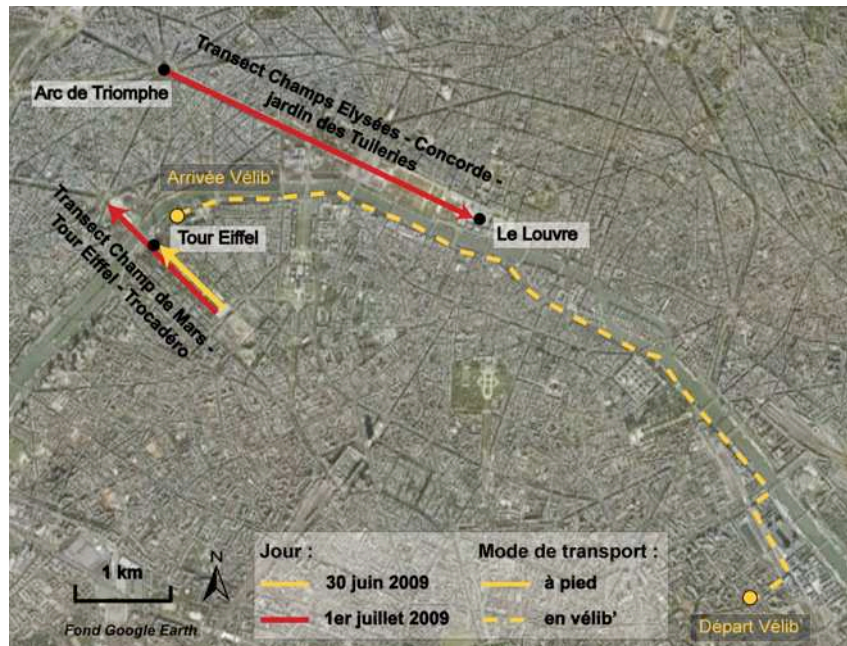 Arc de Triomphe
Transect Champs Elysées - Concorde -
jardin des Tuileries
Arrivée Vélib'
Tour Eiffel
Le Louvre
Transect Champ de Mars -
Tour Eiffel - Trocadéro
1 km
N
Fond Google Earth
Jour :
30 juin 2009
1er juillet 2009
Mode de transport :
à pied
en vélib'
Départ Vélib'